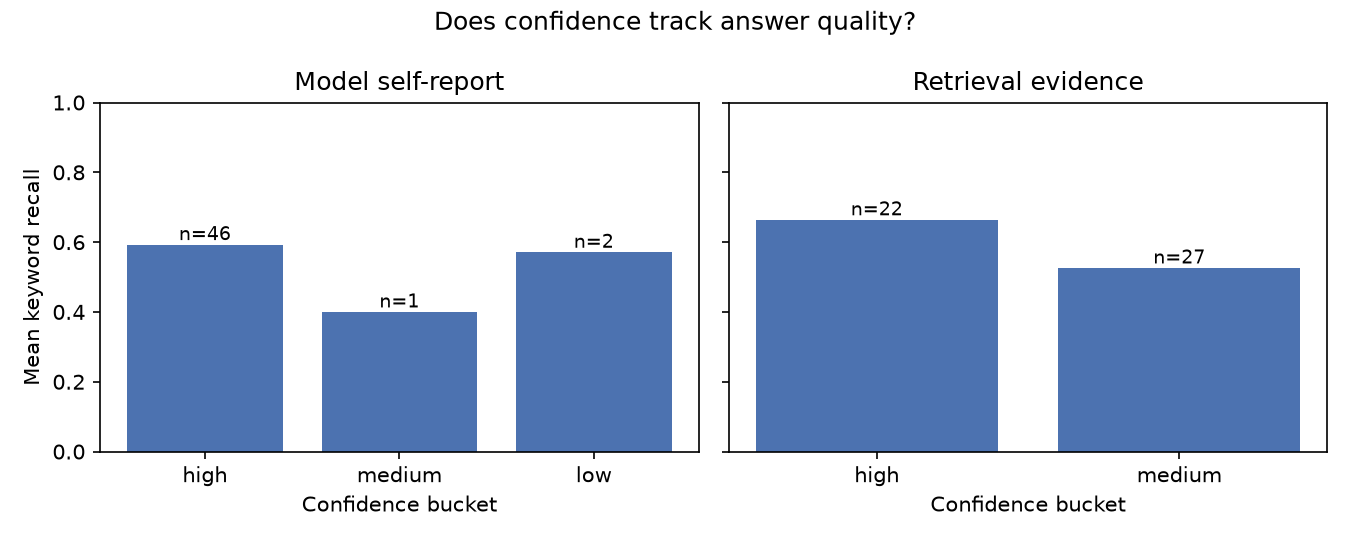 Does confidence track answer quality?
Model self-report
Retrieval evidence
Mean keyword recall
1.0
0.8
0.6
0.4
0.2
0.0
n=46
n=1
n=2
n=22
n=27
high
medium
low
high
medium
Confidence bucket
Confidence bucket